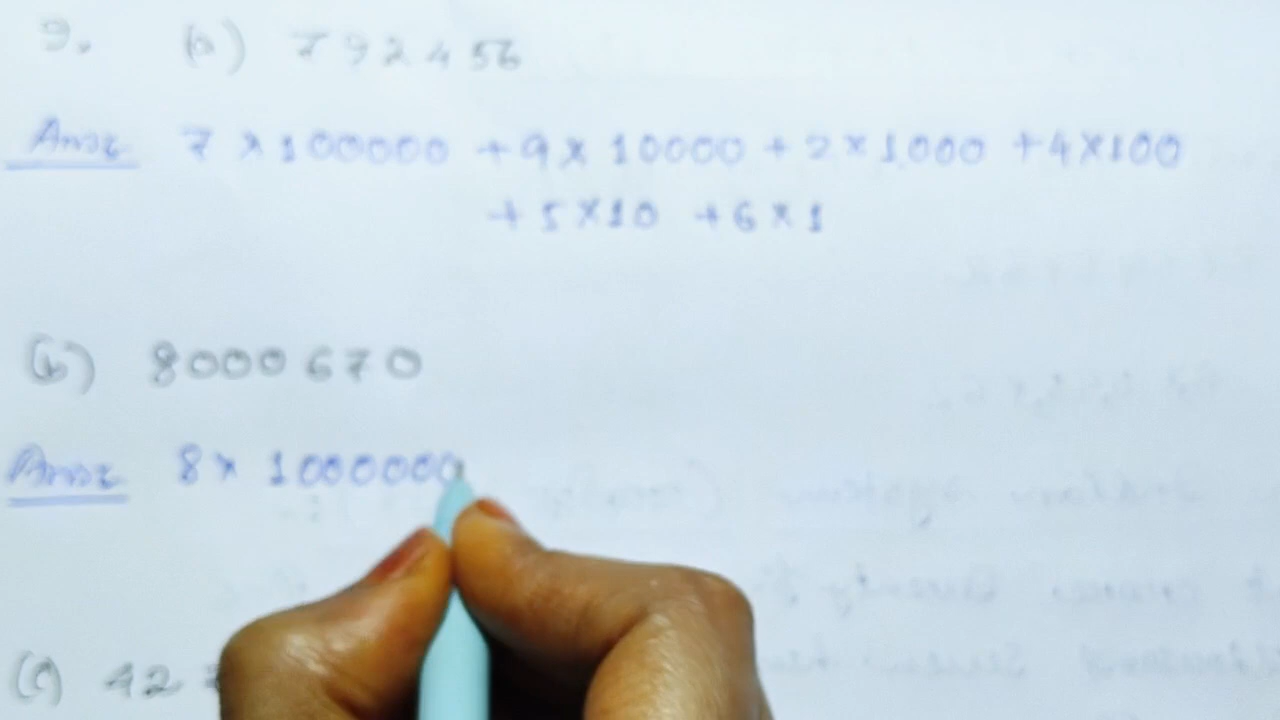 9. (a) 792456
Ans: 7 × 100000 + 9 × 10000 + 2 × 1000 + 4 × 100
+ 5 × 10 + 6 × 1
(b) 8000670
Ans: 8 × 1000000
(c) 42